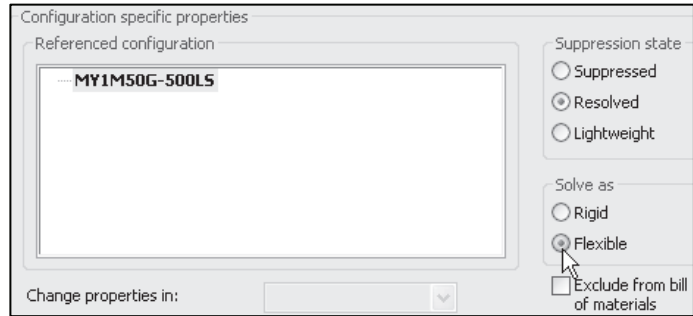 Configuration specific properties
Referenced configuration
MY1M50G-500LS
Suppression state
Suppressed
Resolved
Lightweight
Solve as
Rigid
Flexible
Exclude from bill
of materials
Change properties in: